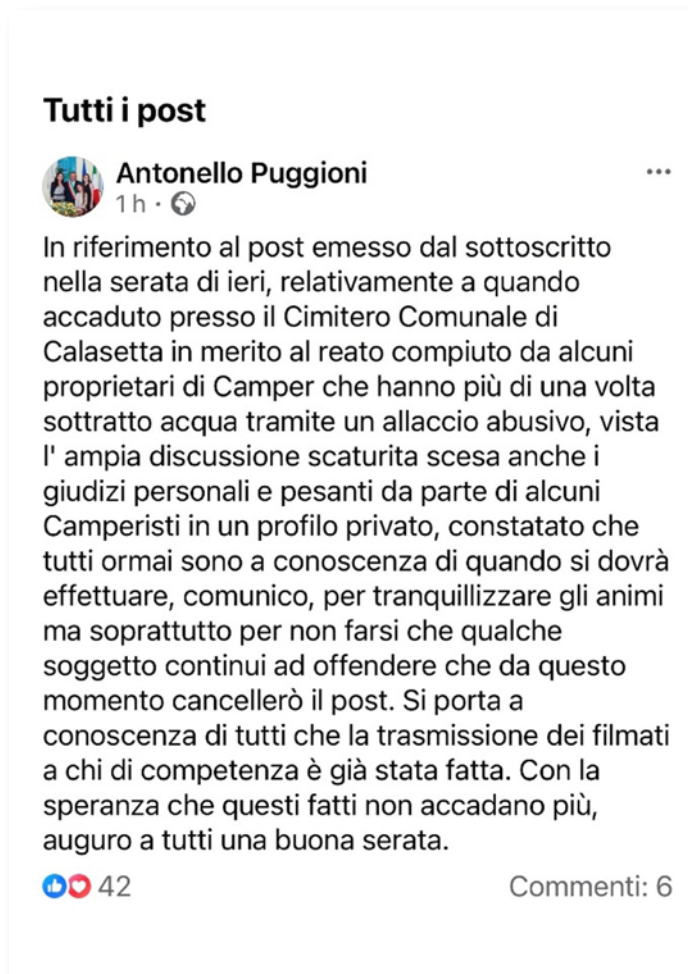 Tutti i post
Antonello Puggioni
1 h ·
In riferimento al post emesso dal sottoscritto
nella serata di ieri, relativamente a quando
accaduto presso il Cimitero Comunale di
Calasetta in merito al reato compiuto da alcuni
proprietari di Camper che hanno più di una volta
sottratto acqua tramite un allaccio abusivo, vista
l' ampia discussione scaturita scesa anche i
giudizi personali e pesanti da parte di alcuni
Camperisti in un profilo privato, constatato che
tutti ormai sono a conoscenza di quando si dovrà
effettuare, comunico, per tranquillizzare gli animi
ma soprattutto per non farsi che qualche
soggetto continui ad offendere che da questo
momento cancellerò il post. Si porta a
conoscenza di tutti che la trasmissione dei filmati
a chi di competenza è già stata fatta. Con la
speranza che questi fatti non accadano più,
auguro a tutti una buona serata.
42 Commenti: 6